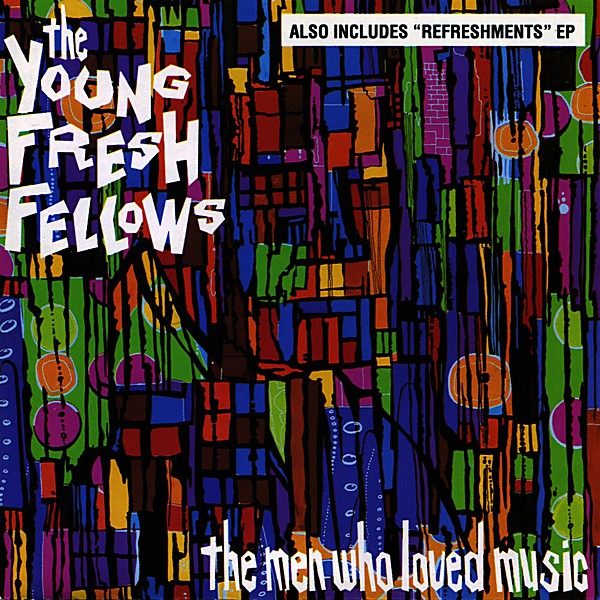 the
YOUNG
FRESH
FELLOWS
ALSO INCLUDES "REFRESHMENTS" EP
the men who loved music